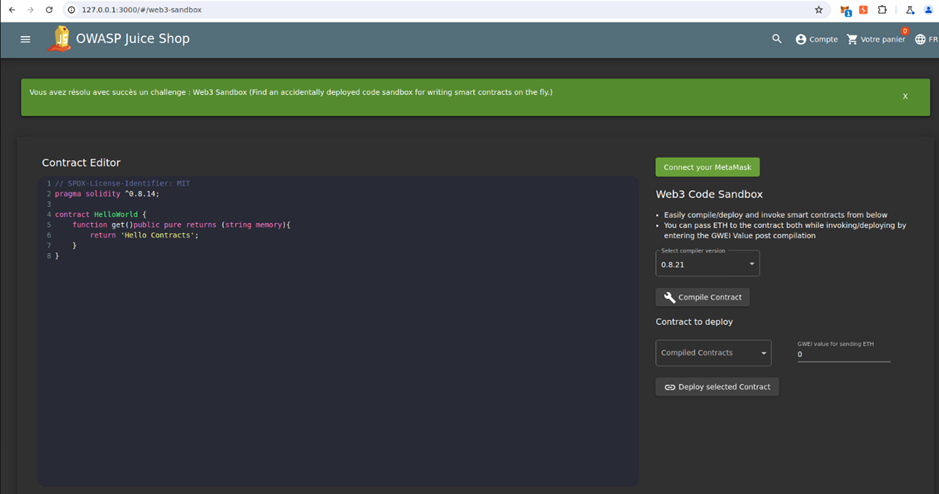 127.0.0.1:3000/#/web3-sandbox
1
OWASP Juice Shop
Compte
Votre panier
0
FR
Vous avez résolu avec succès un challenge : Web3 Sandbox (Find an accidentally deployed code sandbox for writing smart contracts on the fly.)
X
Contract Editor
1 // SPDX-License-Identifier: MIT
2 pragma solidity ^0.8.14;
3
4 contract HelloWorld {
5     function get()public pure returns (string memory){
6         return 'Hello Contracts';
7     }
8 }
Connect your MetaMask
Web3 Code Sandbox
• Easily compile/deploy and invoke smart contracts from below
• You can pass ETH to the contract both while invoking/deploying by
entering the GWEI Value post compilation
Select compiler version
0.8.21
Compile Contract
Contract to deploy
Compiled Contracts
GWEI value for sending ETH
0
Deploy selected Contract